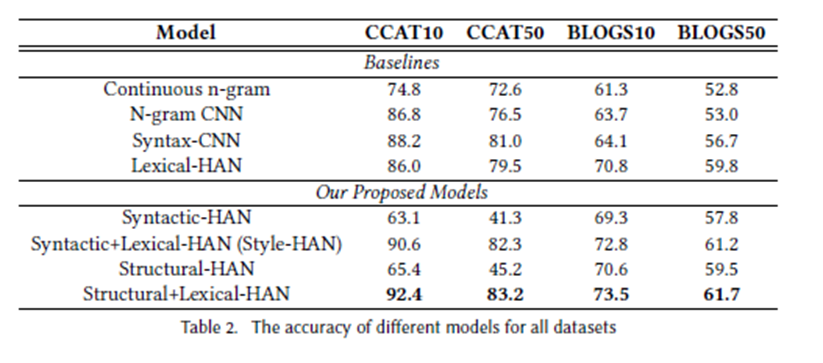 Model CCAT10 CCAT50 BLOGS10 BLOGS50
Baselines
Continuous n-gram 74.8 72.6 61.3 52.8
N-gram CNN 86.8 76.5 63.7 53.0
Syntax-CNN 88.2 81.0 64.1 56.7
Lexical-HAN 86.0 79.5 70.8 59.8
Our Proposed Models
Syntactic-HAN 63.1 41.3 69.3 57.8
Syntactic+Lexical-HAN (Style-HAN) 90.6 82.3 72.8 61.2
Structural-HAN 65.4 45.2 70.6 59.5
Structural+Lexical-HAN 92.4 83.2 73.5 61.7
Table 2. The accuracy of different models for all datasets